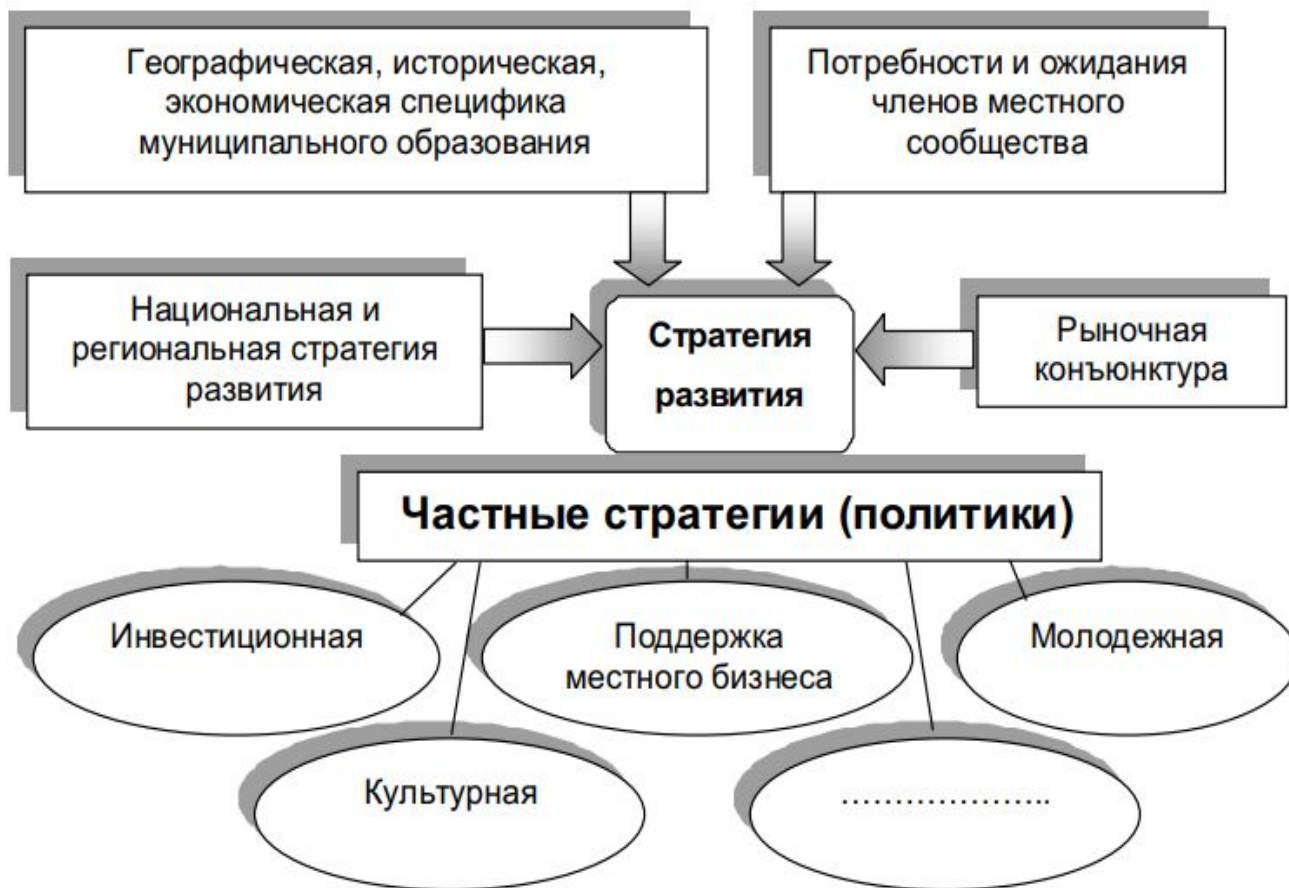 Географическая, историческая,
экономическая специфика
муниципального образования
Потребности и ожидания
членов местного
сообщества
Национальная и
региональная стратегия
развития
Стратегия
развития
Рыночная
конъюнктура
Частные стратегии (политики)
Инвестиционная
Поддержка
местного бизнеса
Молодежная
Культурная
…………………..